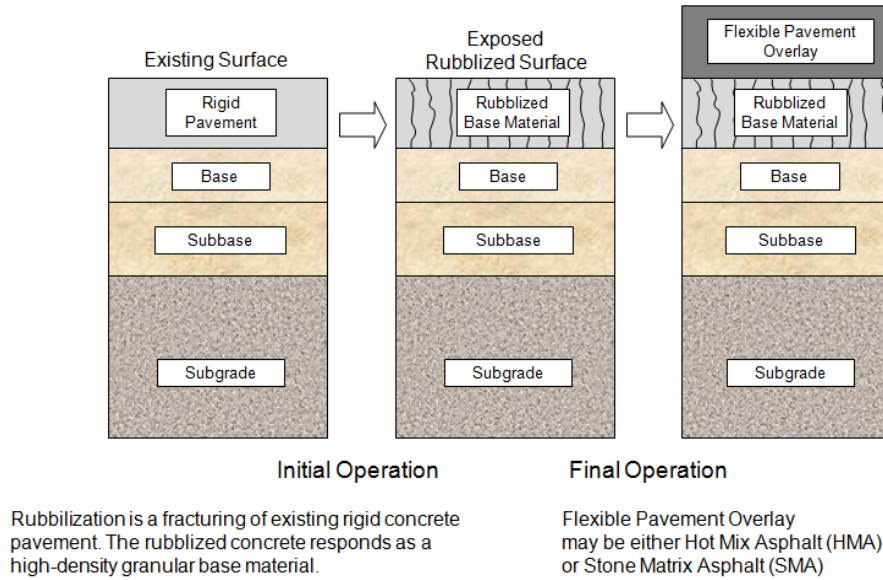 Existing Surface
Exposed
Rubblized Surface
Flexible Pavement
Overlay
Rigid
Pavement
Rubblized
Base Material
Rubblized
Base Material
Base
Base
Base
Subbase
Subbase
Subbase
Subgrade
Subgrade
Subgrade
Initial Operation
Final Operation
Rubbilization is a fracturing of existing rigid concrete
pavement. The rubblized concrete responds as a
high-density granular base material.
Flexible Pavement Overlay
may be either Hot Mix Asphalt (HMA)
or Stone Matrix Asphalt (SMA)